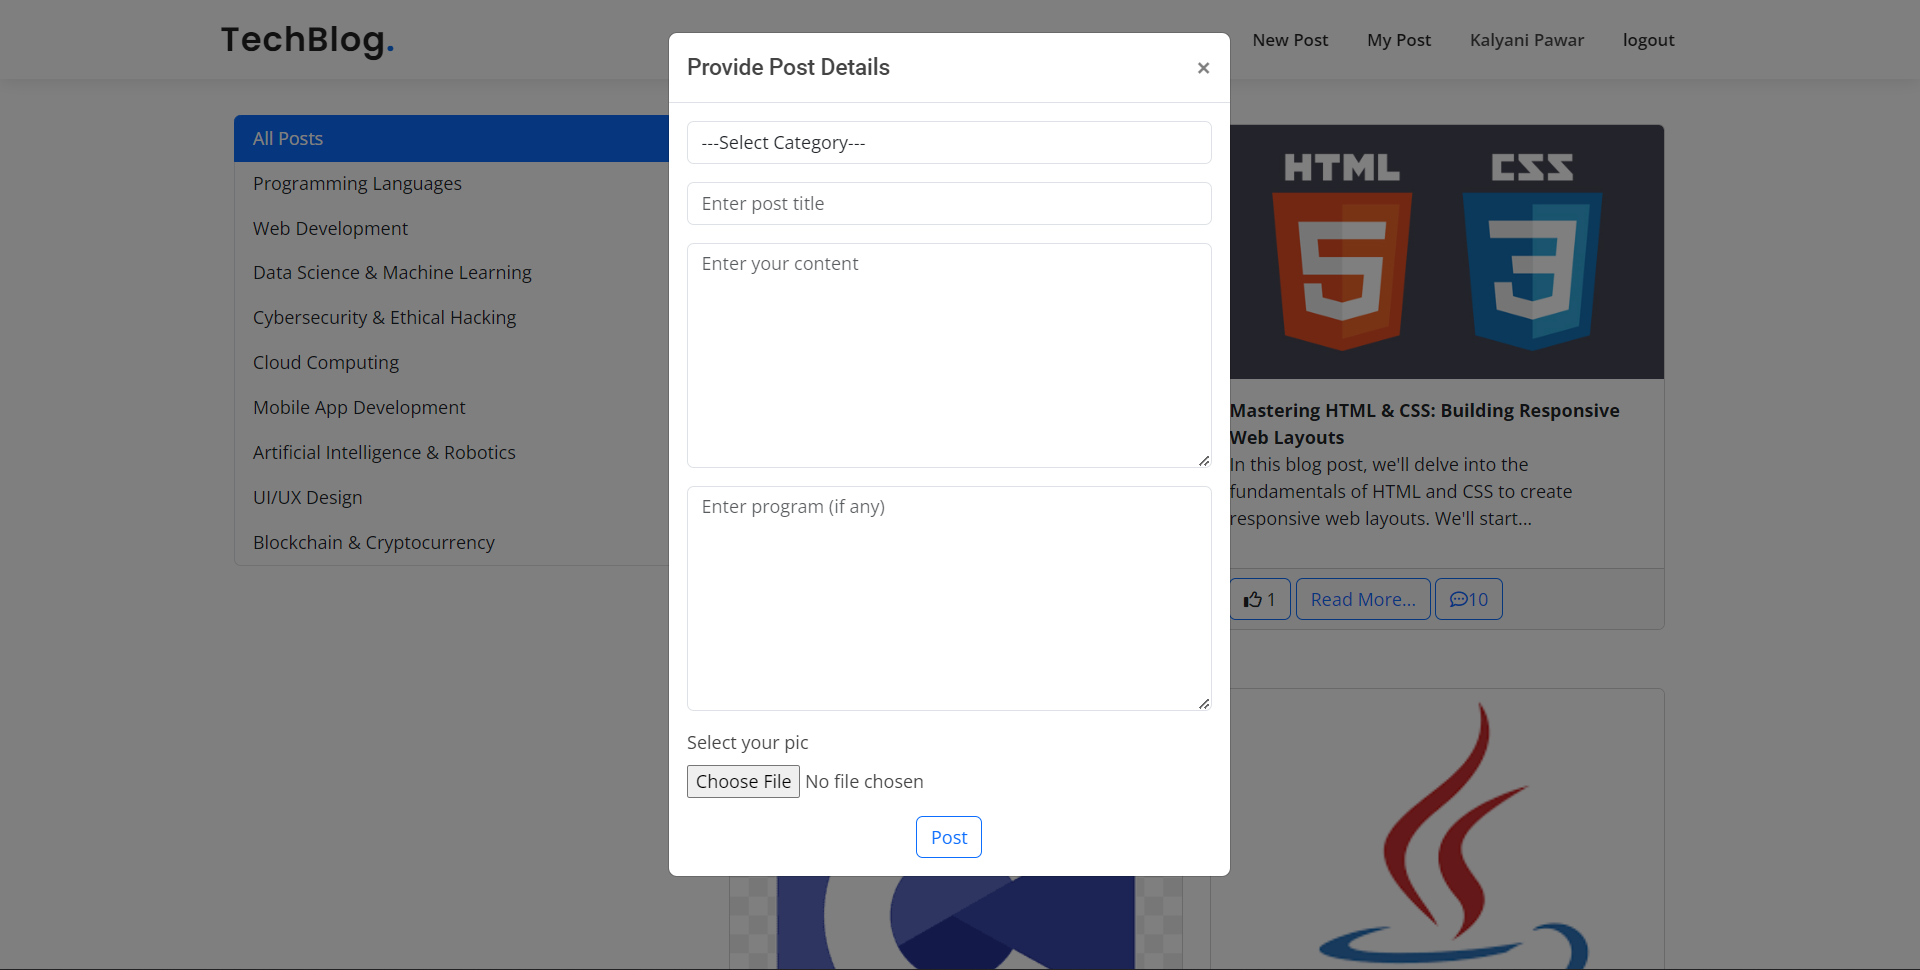 TechBlog.
New Post
My Post
Kalyani Pawar
logout
All Posts
Programming Languages
Web Development
Data Science & Machine Learning
Cybersecurity & Ethical Hacking
Cloud Computing
Mobile App Development
Artificial Intelligence & Robotics
UI/UX Design
Blockchain & Cryptocurrency
Provide Post Details
×
---Select Category---
Enter post title
Enter your content
Enter program (if any)
Select your pic
Choose File No file chosen
Post
HTML CSS
5 3
Mastering HTML & CSS: Building Responsive
Web Layouts
In this blog post, we'll delve into the
fundamentals of HTML and CSS to create
responsive web layouts. We'll start...
1
Read More...
10